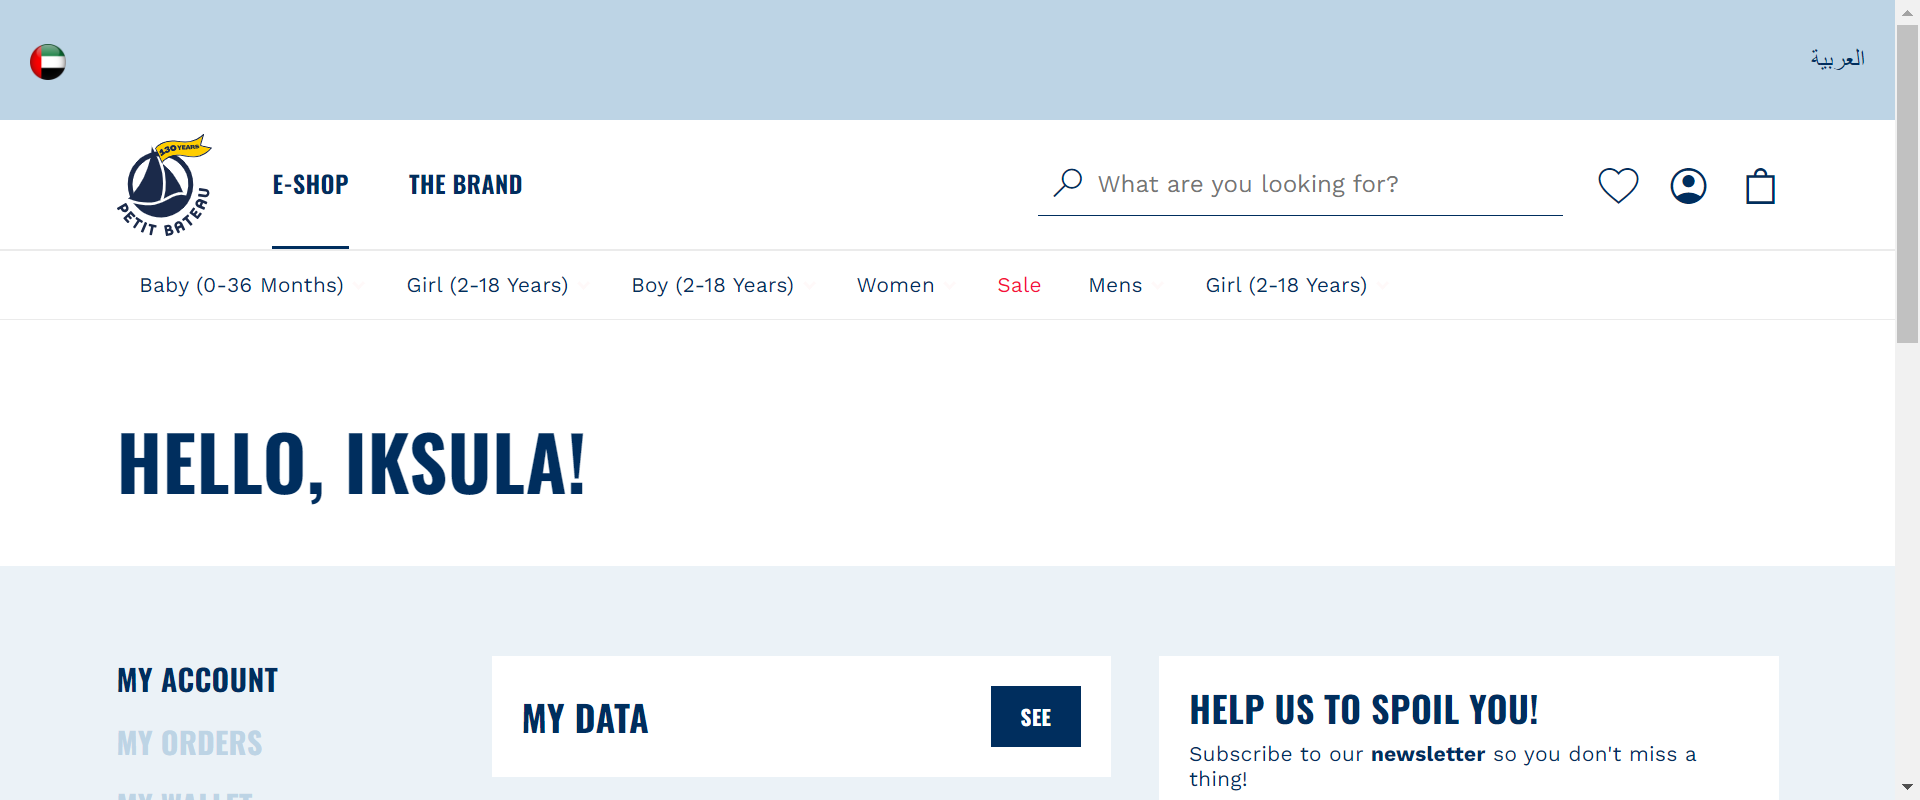 العربية
130 YEARS
PETIT BATEAU
E-SHOP
THE BRAND
What are you looking for?
Baby (0-36 Months)
Girl (2-18 Years)
Boy (2-18 Years)
Women
Sale
Mens
Girl (2-18 Years)
HELLO, IKSULA!
MY ACCOUNT
MY ORDERS
MY WALLET
MY DATA
SEE
HELP US TO SPOIL YOU!
Subscribe to our newsletter so you don't miss a
thing!